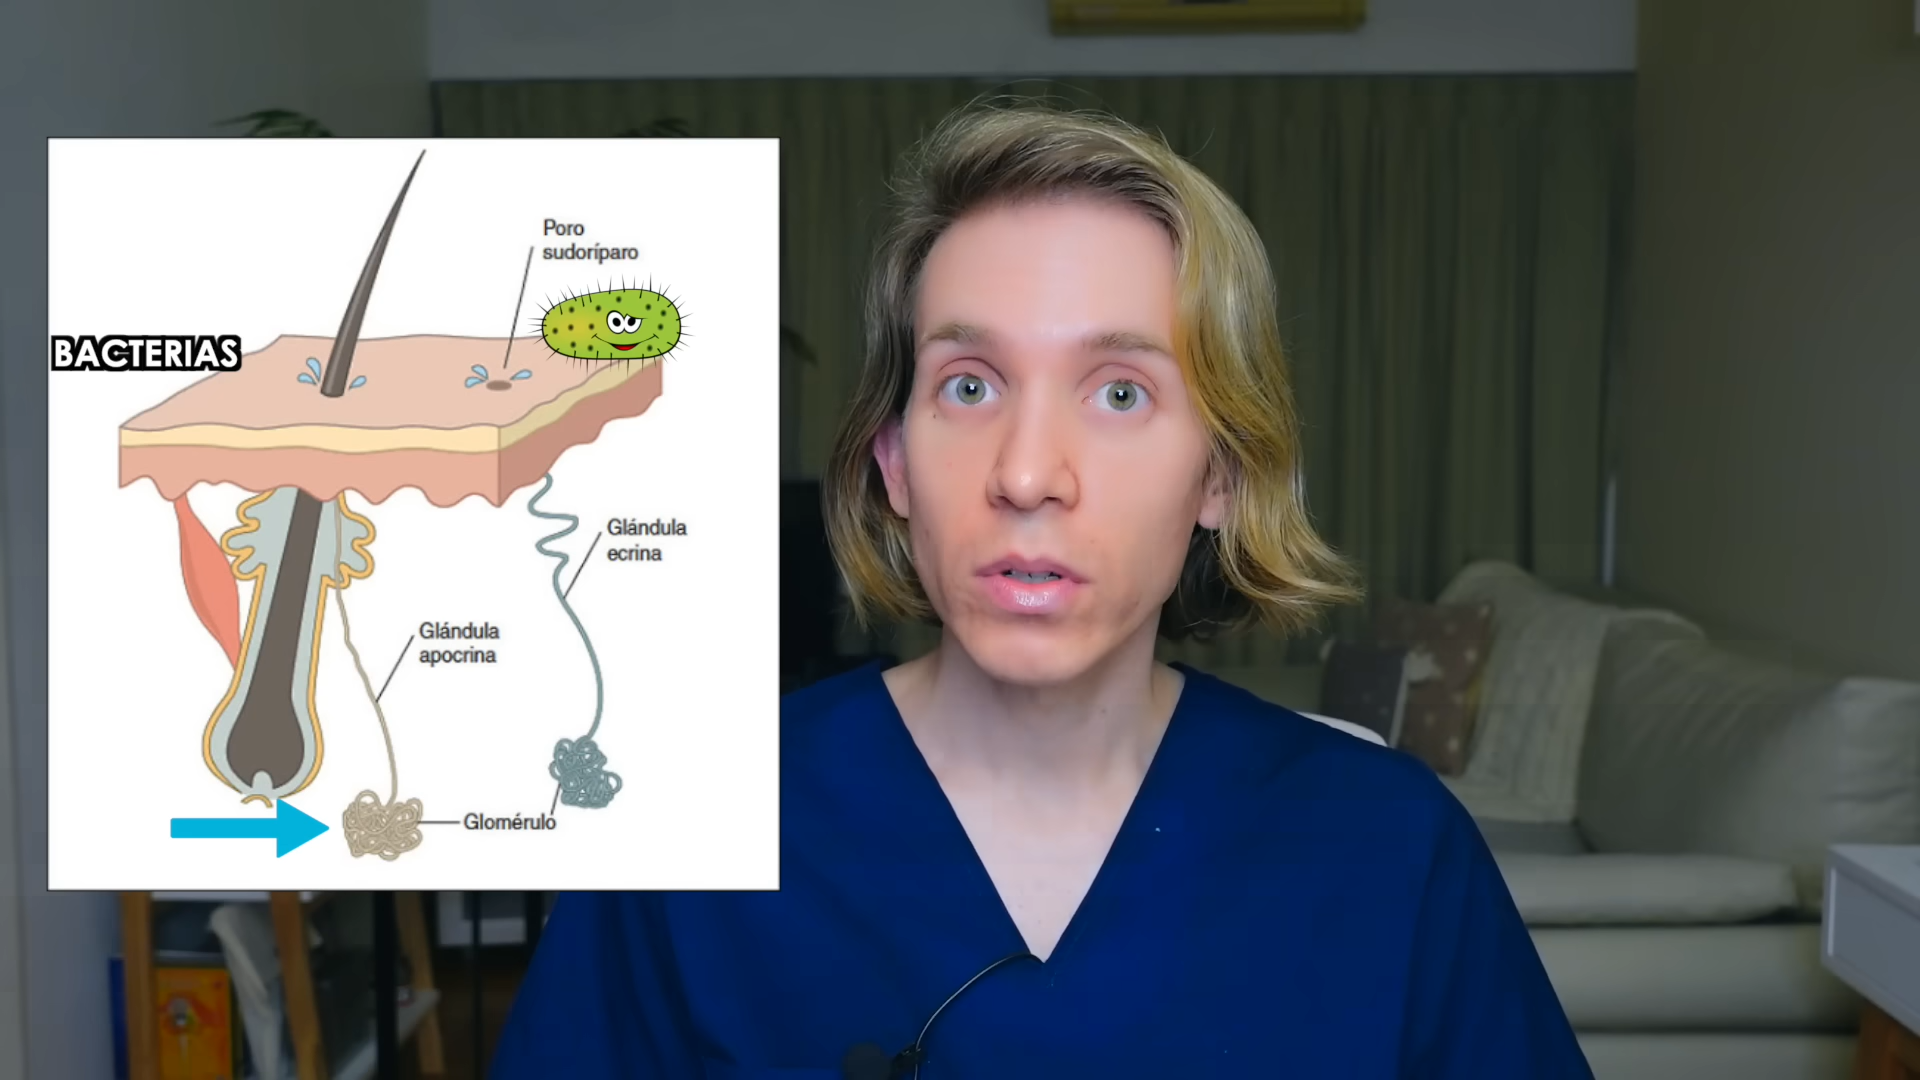 Poro
sudoríparo
BACTERIAS
Glándula
ecrina
Glándula
apocrina
Glomérulo